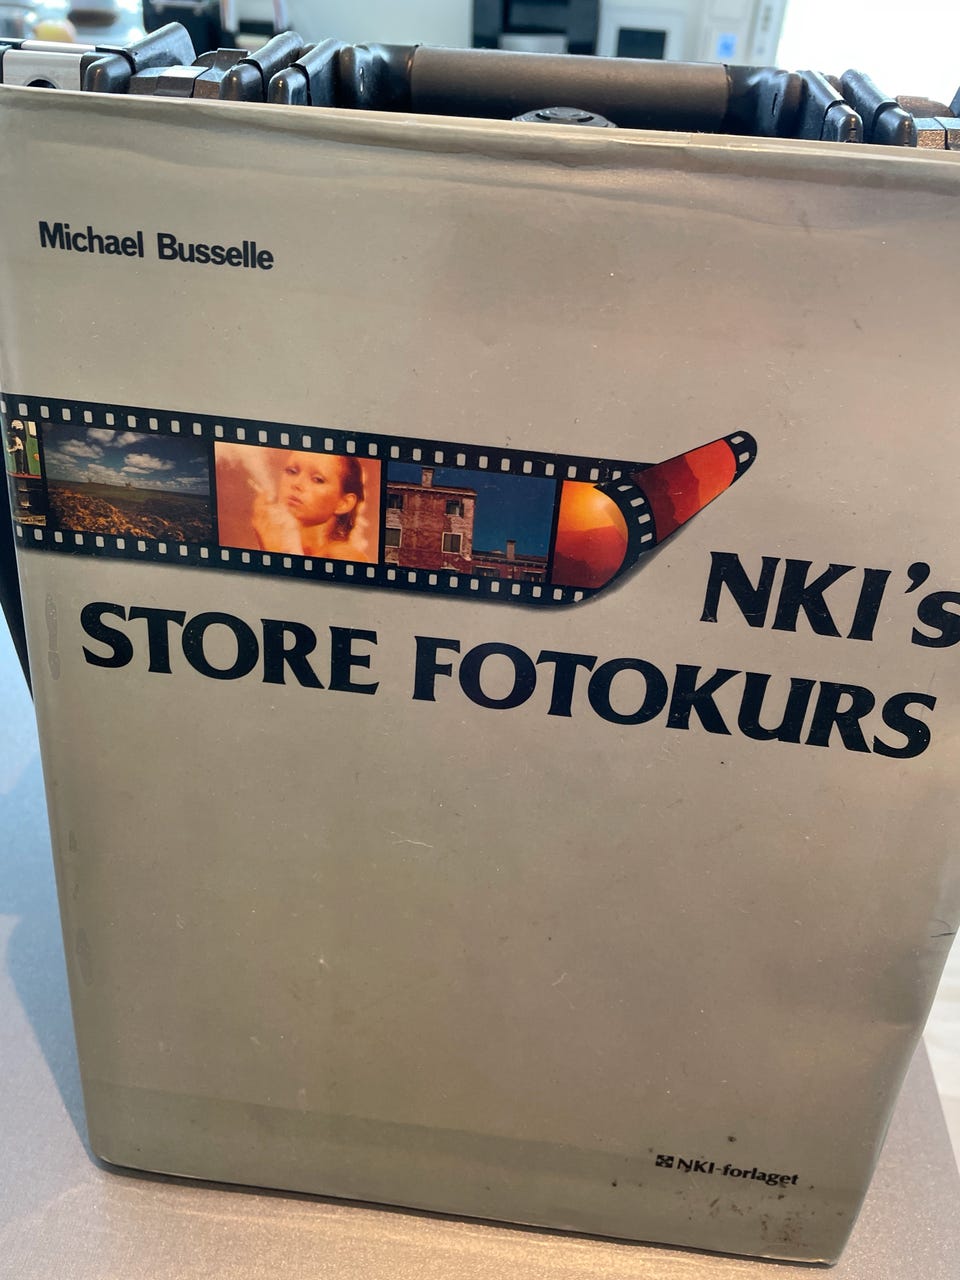 Michael Busselle
NKI's
STORE FOTOKURS
NKI-forlaget